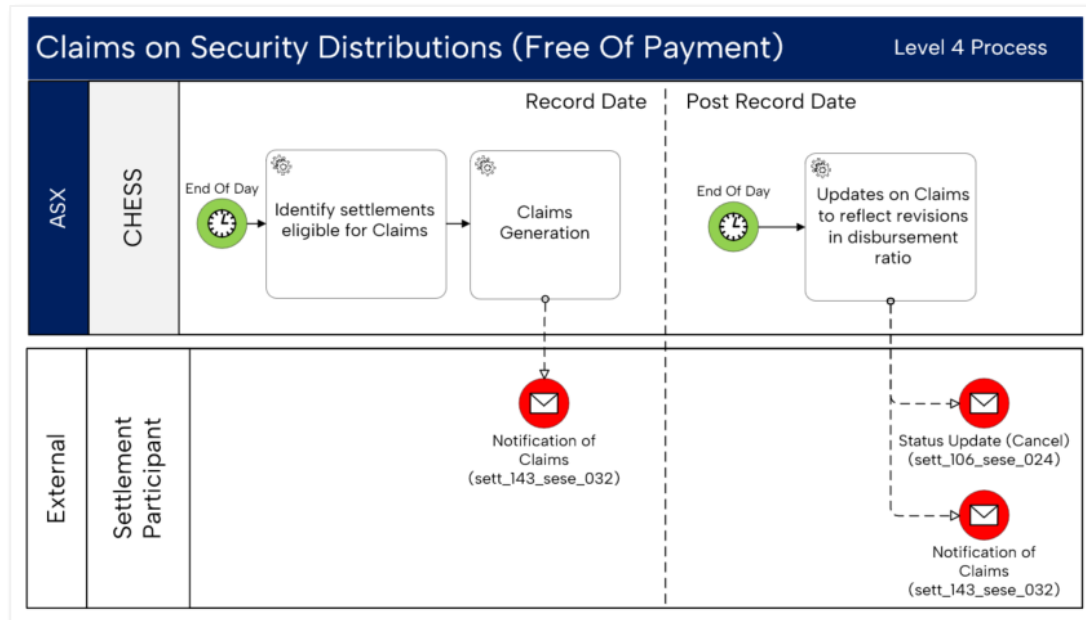 Claims on Security Distributions (Free Of Payment)
Level 4 Process
ASX
CHESS
Record Date
Post Record Date
End Of Day
Identify settlements
eligible for Claims
Claims
Generation
End Of Day
Updates on Claims
to reflect revisions
in disbursement
ratio
External
Settlement
Participant
Notification of
Claims
(sett_143_sese_032)
Status Update (Cancel)
(sett_106_sese_024)
Notification of
Claims
(sett_143_sese_032)